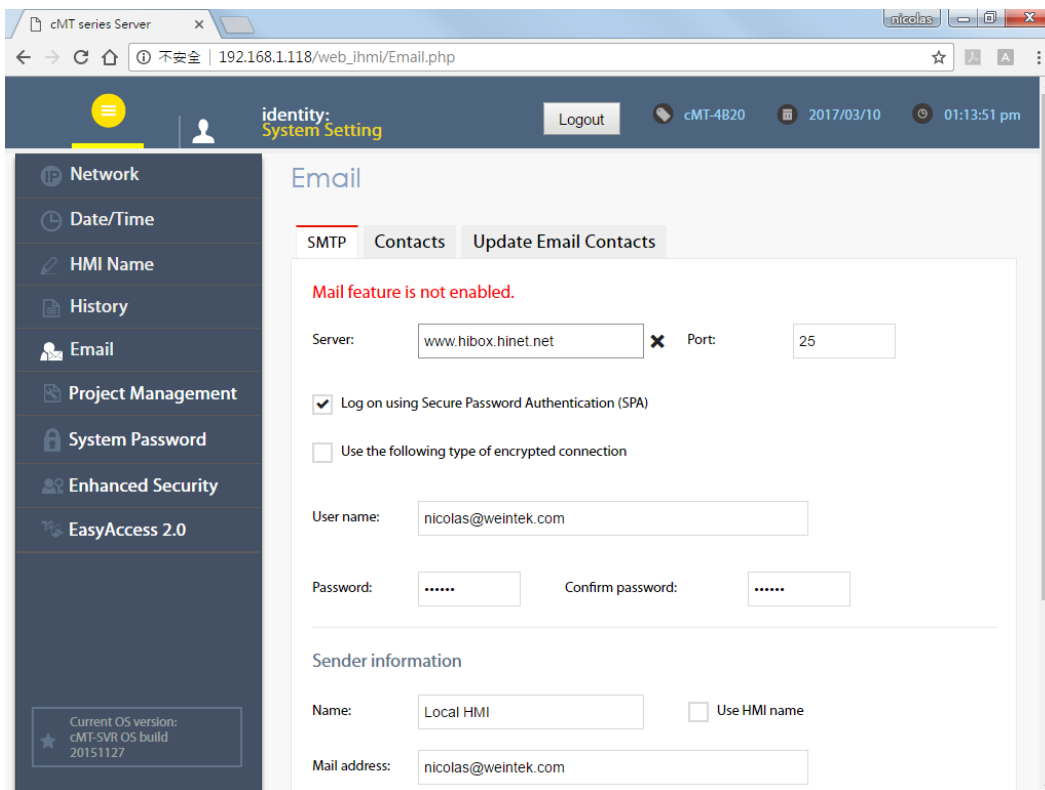 cMT series Server
nicolas
不安全 | 192.168.1.118/web_ihmi/Email.php
identity:
System Setting
Logout
cMT-4B20
2017/03/10
01:13:51 pm
IP Network
Date/Time
HMI Name
History
Email
Project Management
System Password
Enhanced Security
EasyAccess 2.0
Current OS version:
cMT-SVR OS build
20151127
Email
SMTP Contacts Update Email Contacts
Mail feature is not enabled.
Server: www.hibox.hinet.net Port: 25
Log on using Secure Password Authentication (SPA)
Use the following type of encrypted connection
User name: nicolas@weintek.com
Password: •••••• Confirm password: ••••••
Sender information
Name: Local HMI Use HMI name
Mail address: nicolas@weintek.com